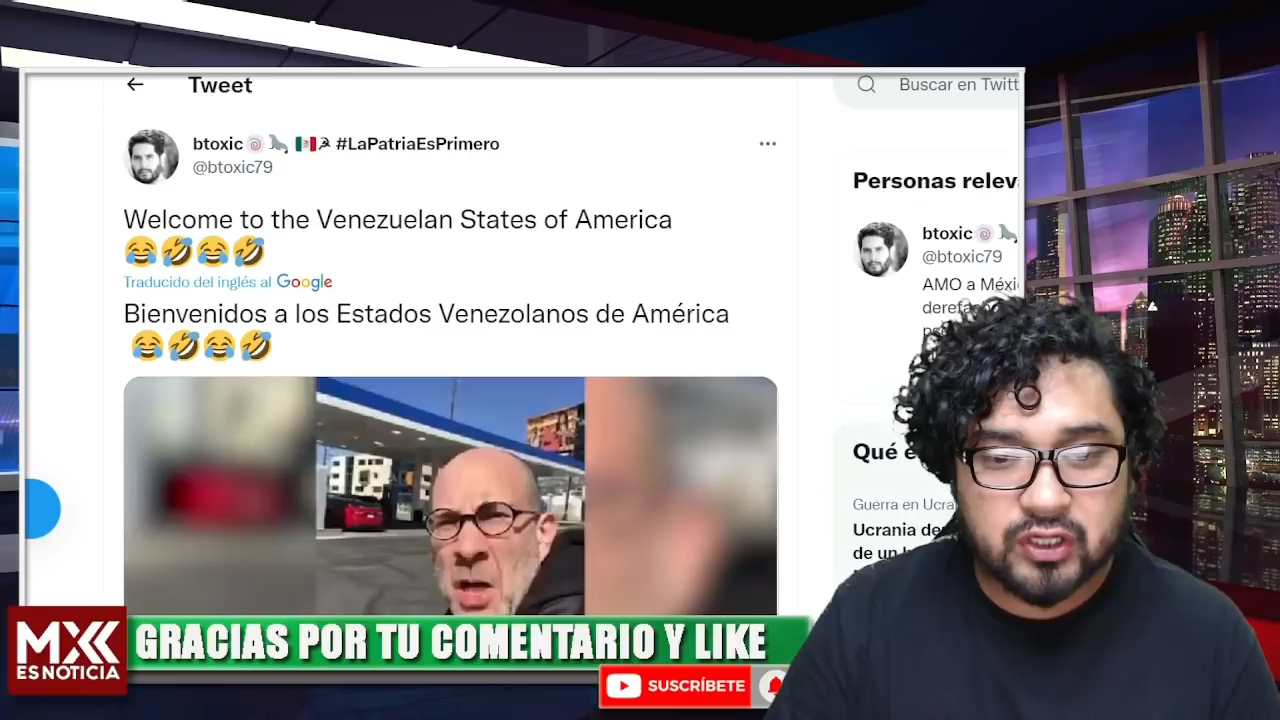 Tweet
Buscar en Twitt
btoxic #LaPatriaEsPrimero
@btoxic79
Welcome to the Venezuelan States of America
😂🤣😂🤣
Traducido del inglés al Google
Bienvenidos a los Estados Venezolanos de América
😂🤣😂🤣
Personas relev
btoxic
@btoxic79
AMO a Méxi
Qué
Guerra en Ucra
Ucrania de
de un
MX
ES NOTICIA
GRACIAS POR TU COMENTARIO Y LIKE
SUSCRÍBETE